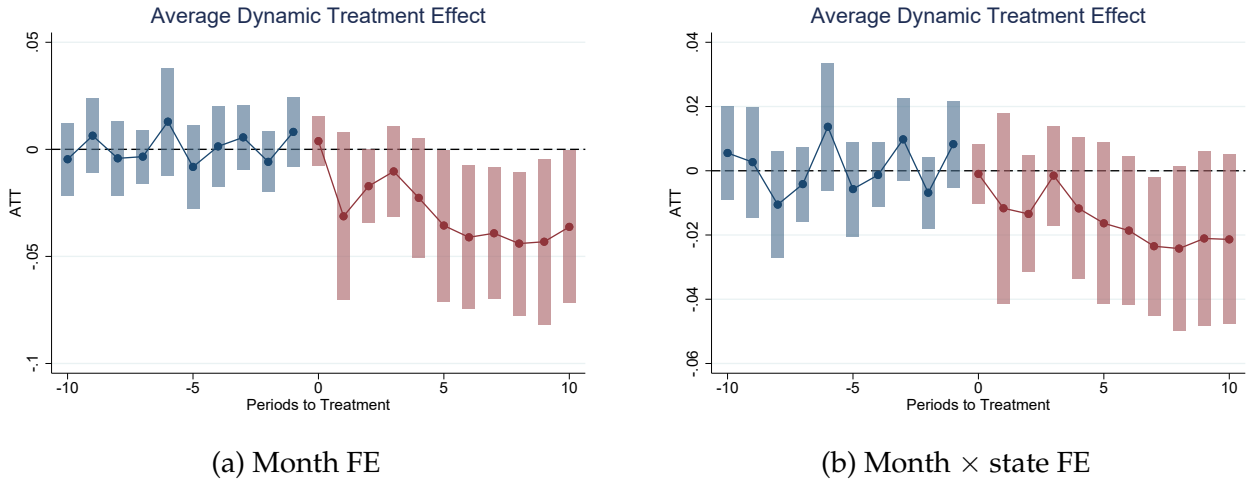 Average Dynamic Treatment Effect
.05
0
-.05
-.1
ATT
-10
-5
0
5
10
Periods to Treatment
(a) Month FE
Average Dynamic Treatment Effect
.04
.02
0
-.02
-.04
-.06
ATT
-10
-5
0
5
10
Periods to Treatment
(b) Month × state FE